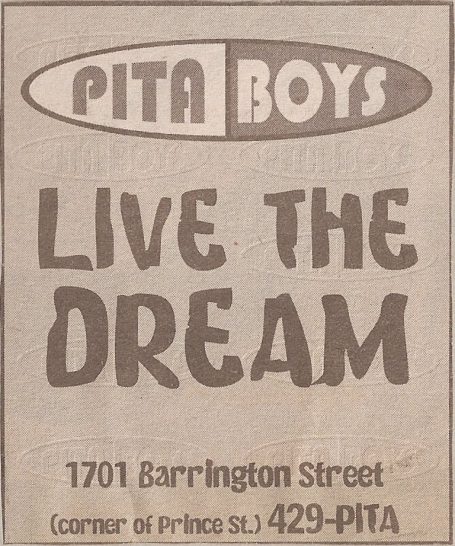 PITA BOYS
LIVE THE
DREAM
1701 Barrington Street
(corner of Prince St.) 429-PITA